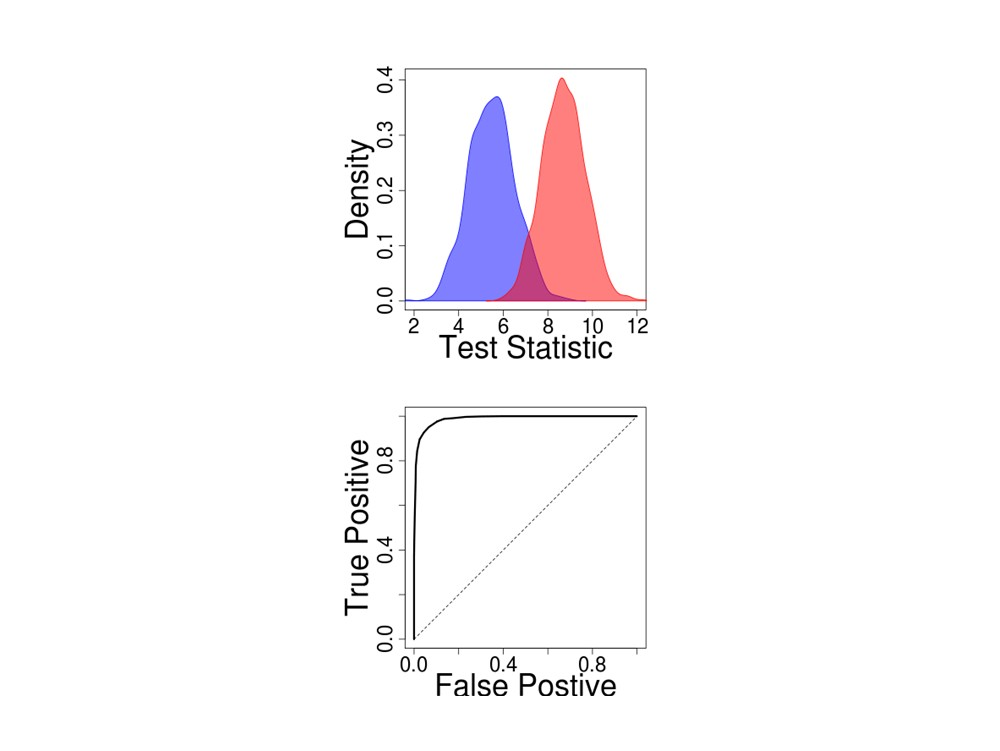 Density
0.0 0.1 0.2 0.3 0.4
2 4 6 8 10 12
Test Statistic
True Positive
0.0 0.4 0.8
0.0 0.4 0.8
False Postive